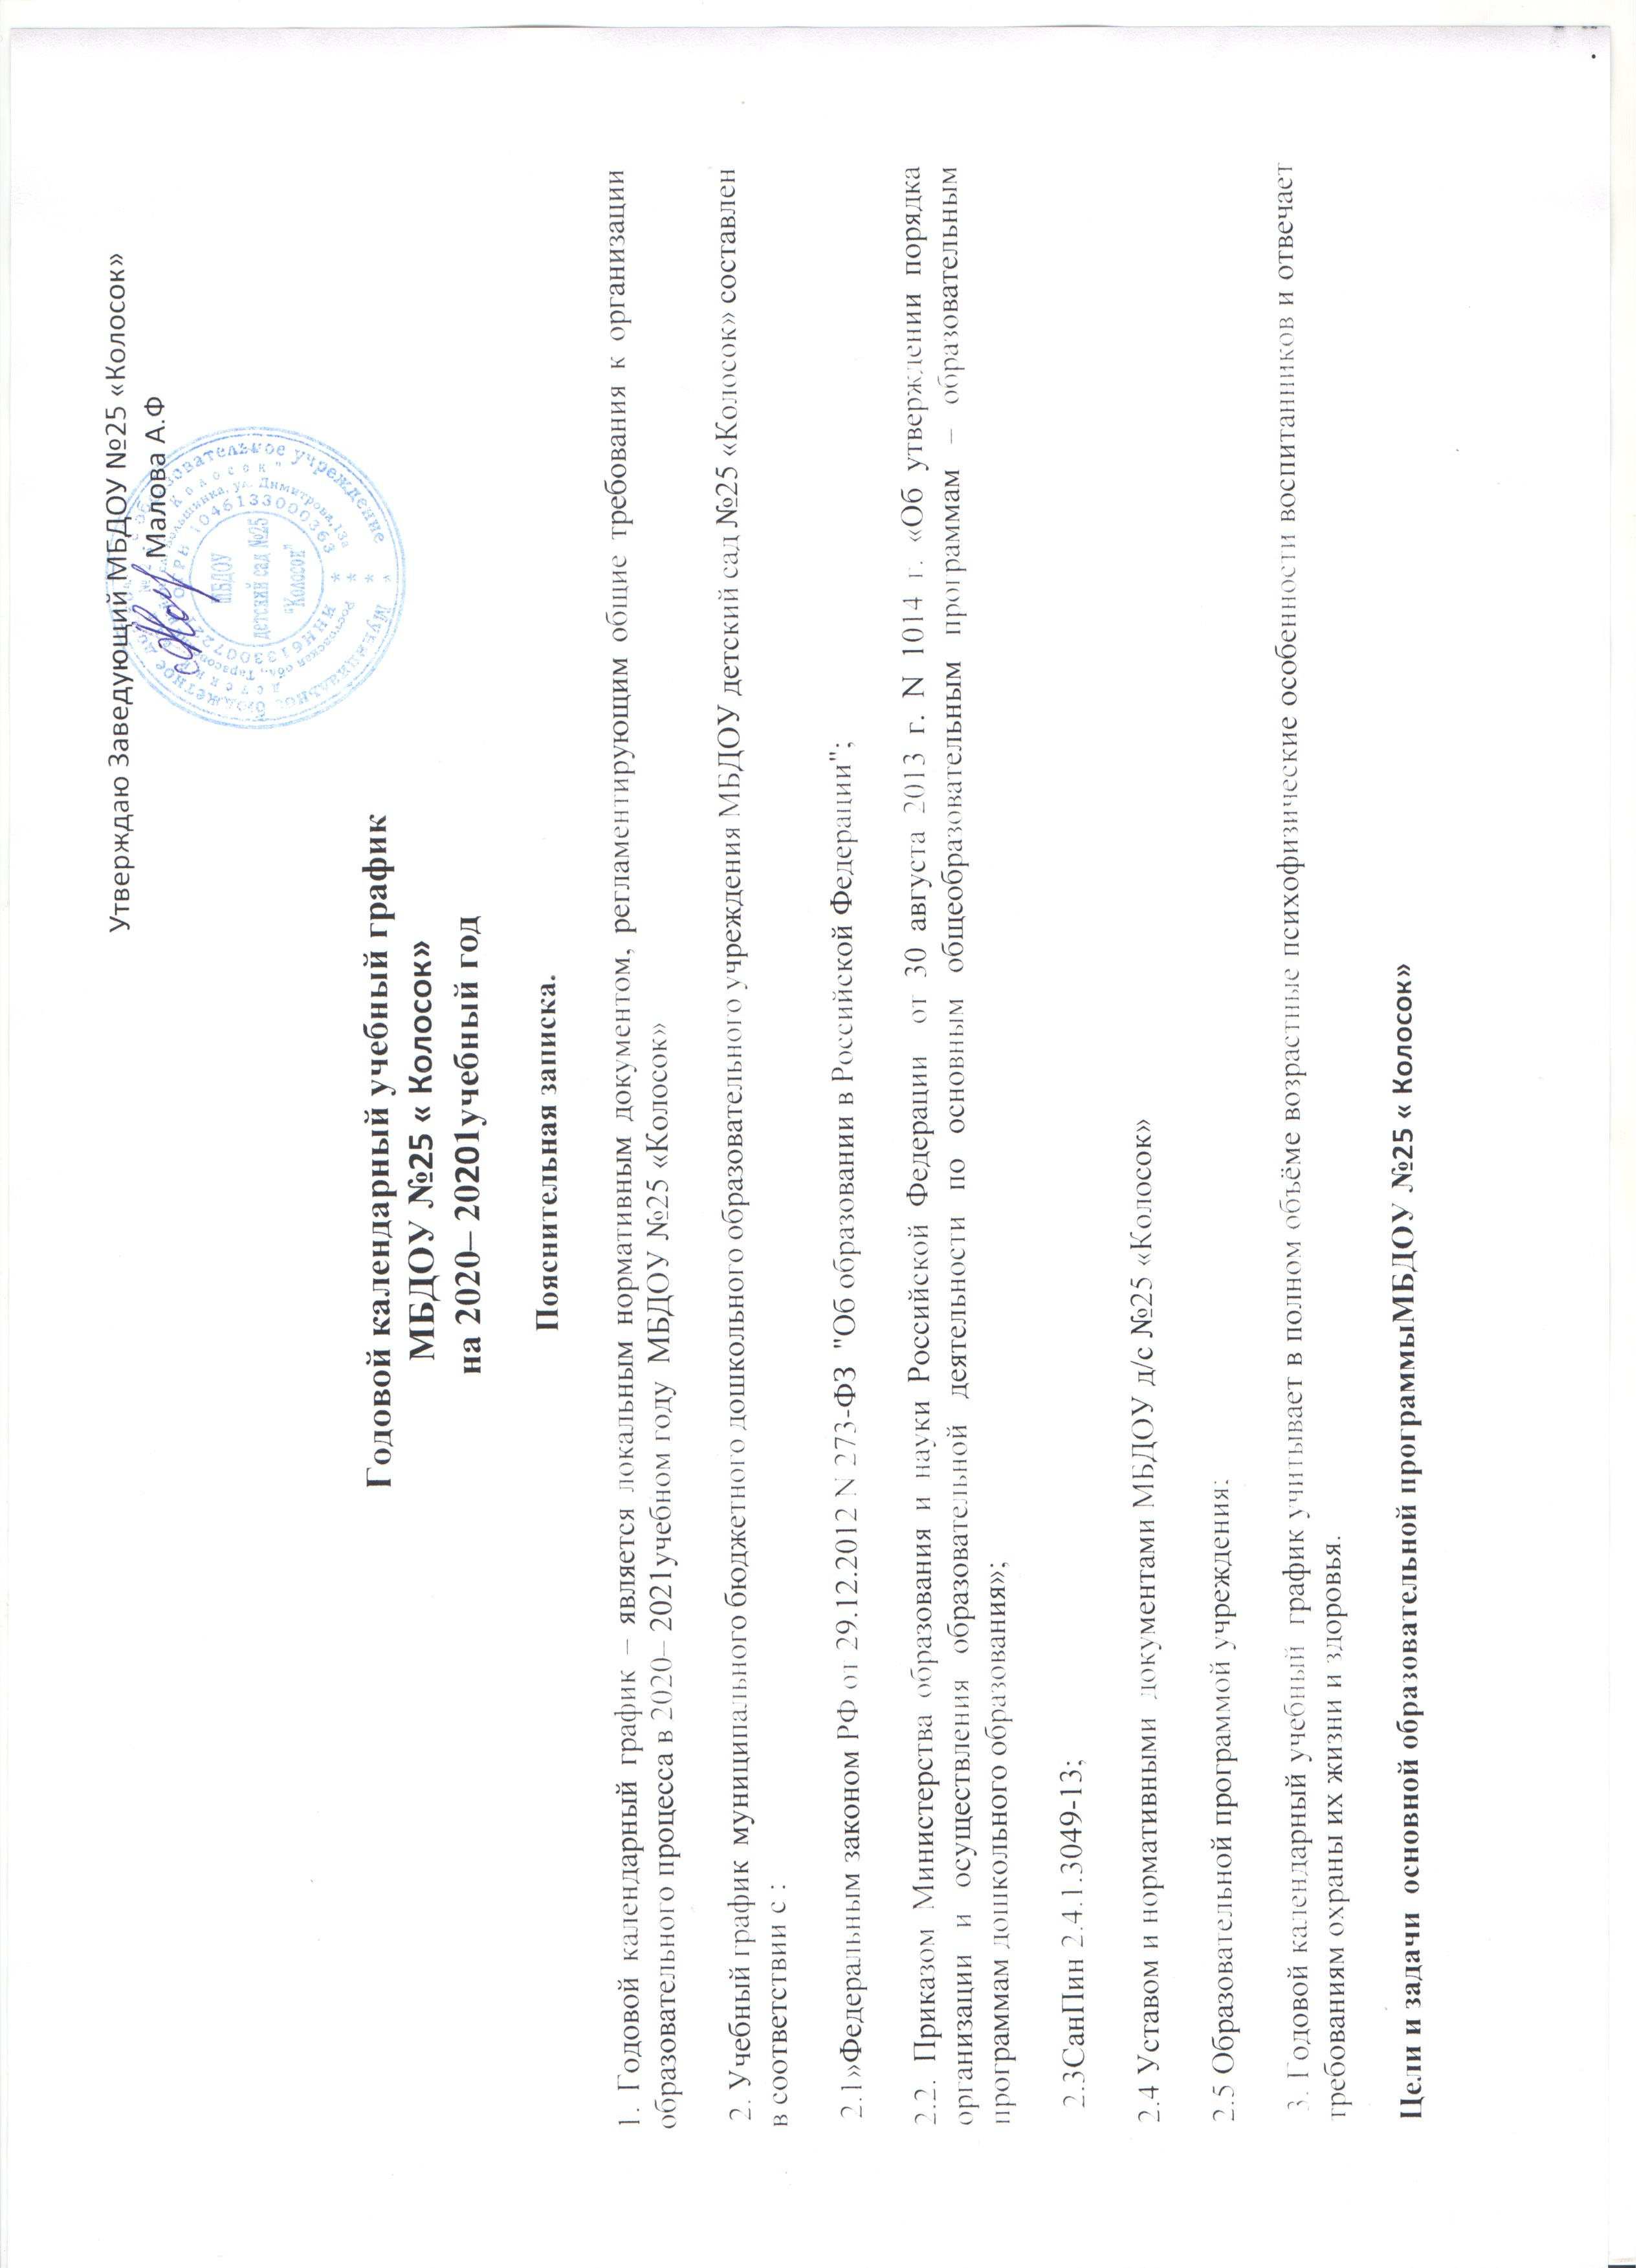 Утверждаю Заведующий МБДОУ №25 «Колосок»
Малова А.Ф
МБДОУ
детский сад №25
"Колосок"
Годовой календарный учебный график
МБДОУ №25 « Колосок»
на 2020– 20201учебный год
Пояснительная записка.
1. Годовой календарный график – является локальным нормативным документом, регламентирующим общие требования к организации
образовательного процесса в 2020– 2021учебном году МБДОУ №25 «Колосок»
2. Учебный график муниципального бюджетного дошкольного образовательного учреждения МБДОУ детский сад №25 «Колосок» составлен
в соответствии с :
2.1»Федеральным законом РФ от 29.12.2012 N 273-ФЗ "Об образовании в Российской Федерации";
2.2. Приказом Министерства образования и науки Российской Федерации от 30 августа 2013 г. N 1014 г. «Об утверждении порядка
организации и осуществления образовательной деятельности по основным общеобразовательным программам – образовательным
программам дошкольного образования»;
2.3СанПин 2.4.1.3049-13;
2.4 Уставом и нормативными документами МБДОУ д/с №25 «Колосок»
2.5 Образовательной программой учреждения:
3. Годовой календарный учебный график учитывает в полном объёме возрастные психофизические особенности воспитанников и отвечает
требованиям охраны их жизни и здоровья.
Цели и задачи основной образовательной программыМБДОУ №25 « Колосок»